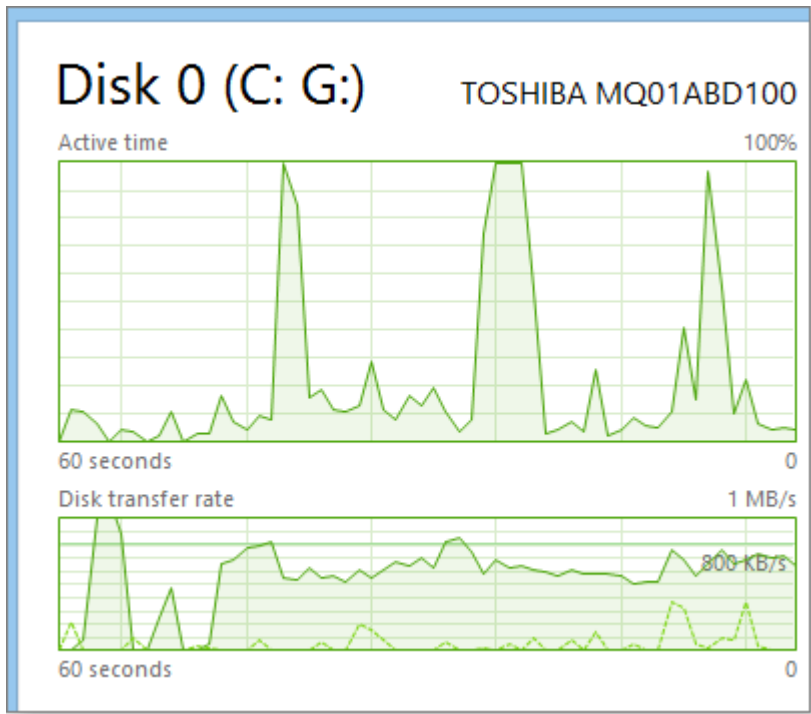 Disk 0 (C: G:) TOSHIBA MQ01ABD100
Active time 100%
60 seconds 0
Disk transfer rate 1 MB/s
800 KB/s
60 seconds 0